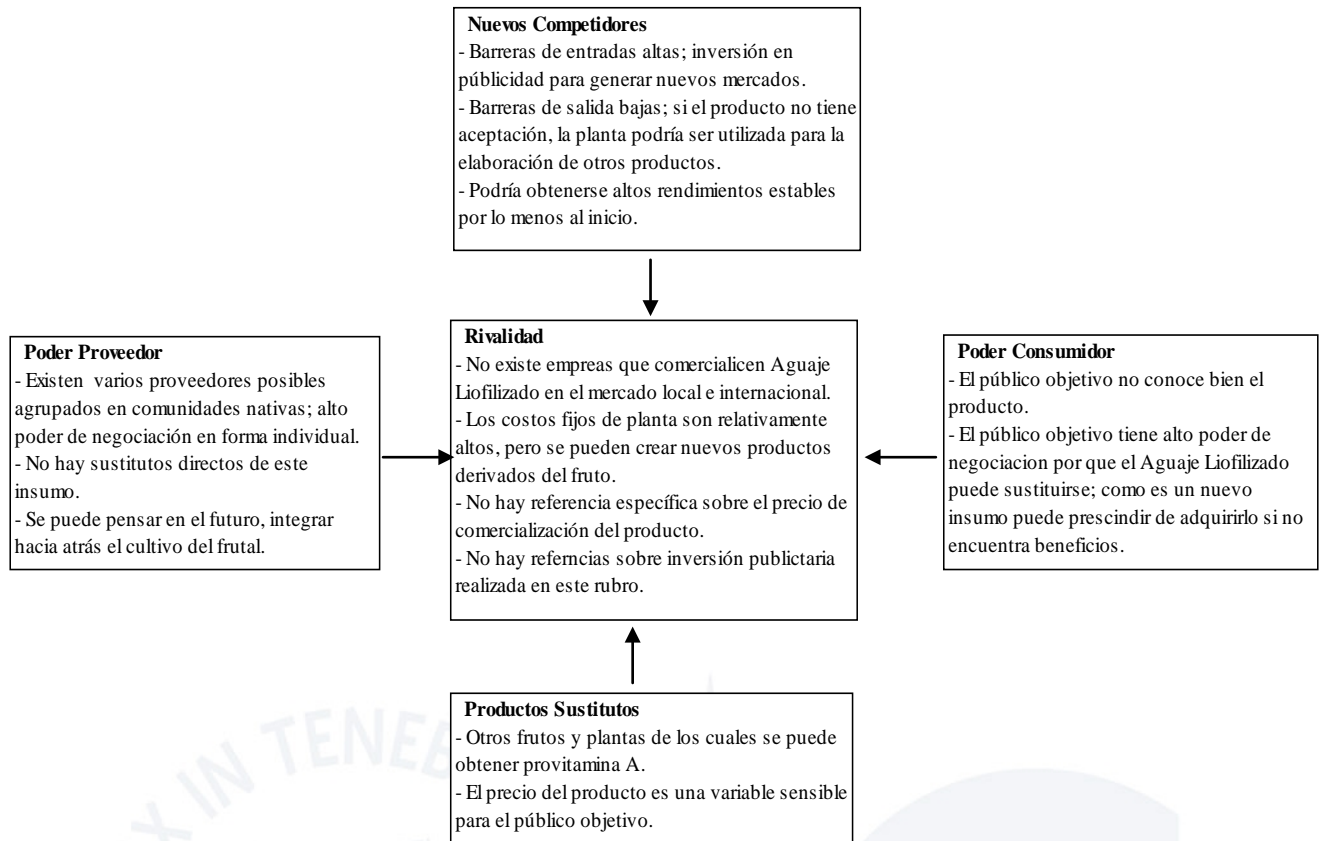 Nuevos Competidores
- Barreras de entradas altas; inversión en
públicidad para generar nuevos mercados.
- Barreras de salida bajas; si el producto no tiene
aceptación, la planta podría ser utilizada para la
elaboración de otros productos.
- Podría obtenerse altos rendimientos estables
por lo menos al inicio.
Poder Proveedor
- Existen varios proveedores posibles
agrupados en comunidades nativas; alto
poder de negociación en forma individual.
- No hay sustitutos directos de este
insumo.
- Se puede pensar en el futuro, integrar
hacia atrás el cultivo del frutal.
Rivalidad
- No existe empreas que comercialicen Aguaje
Liofilizado en el mercado local e internacional.
- Los costos fijos de planta son relativamente
altos, pero se pueden crear nuevos productos
derivados del fruto.
- No hay referencia específica sobre el precio de
comercialización del producto.
- No hay referncias sobre inversión publictaria
realizada en este rubro.
Poder Consumidor
- El público objetivo no conoce bien el
producto.
- El público objetivo tiene alto poder de
negociacion por que el Aguaje Liofilizado
puede sustituirse; como es un nuevo
insumo puede prescindir de adquirirlo si no
encuentra beneficios.
Productos Sustitutos
- Otros frutos y plantas de los cuales se puede
obtener provitamina A.
- El precio del producto es una variable sensible
para el público objetivo.
IN